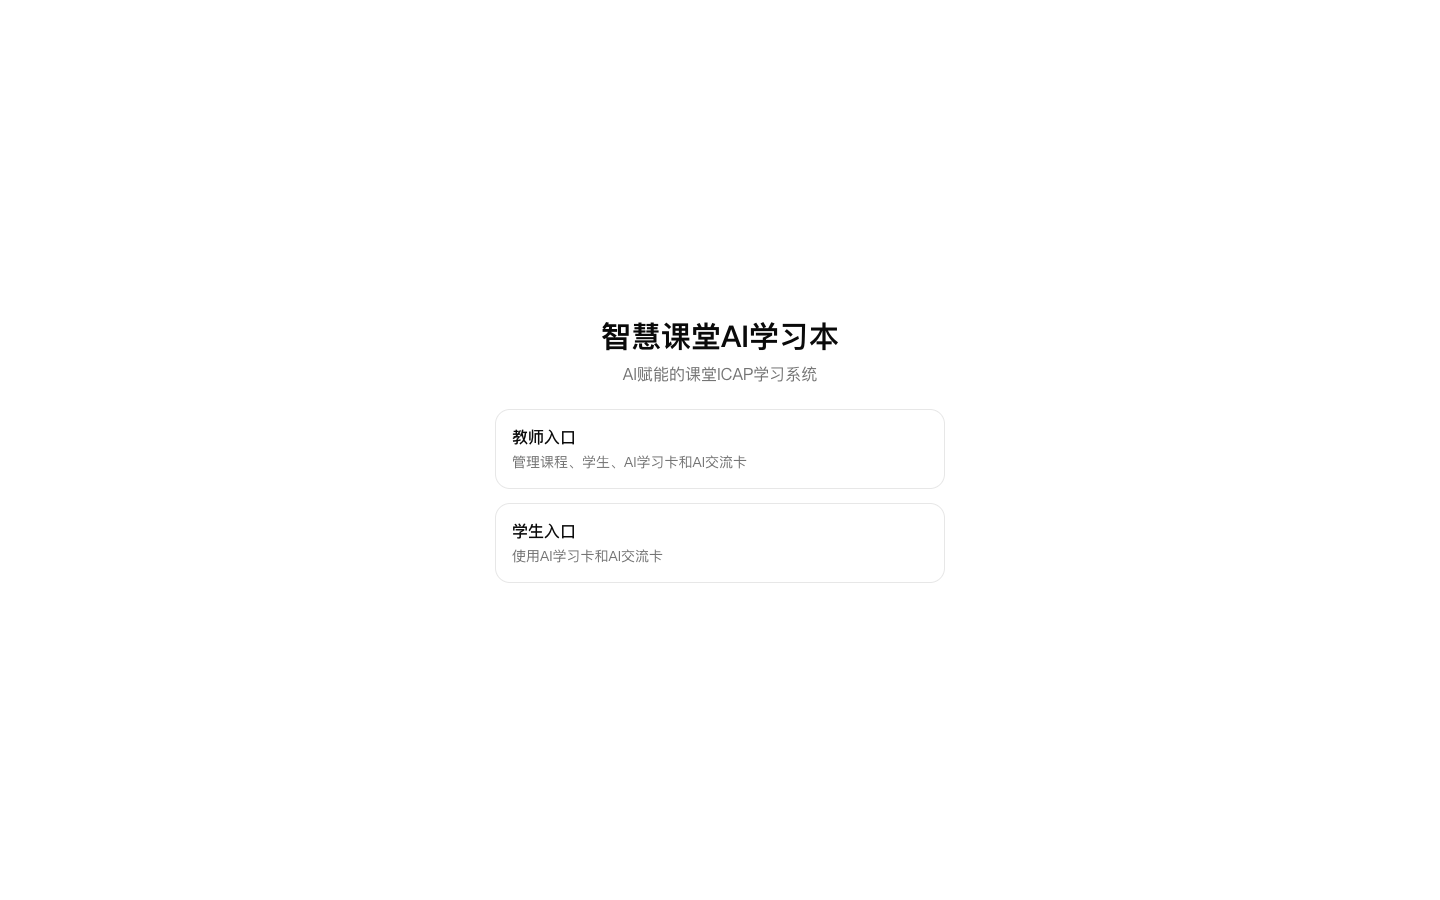 智慧课堂AI学习本
AI赋能的课堂ICAP学习系统
教师入口
管理课程、学生、AI学习卡和AI交流卡
学生入口
使用AI学习卡和AI交流卡